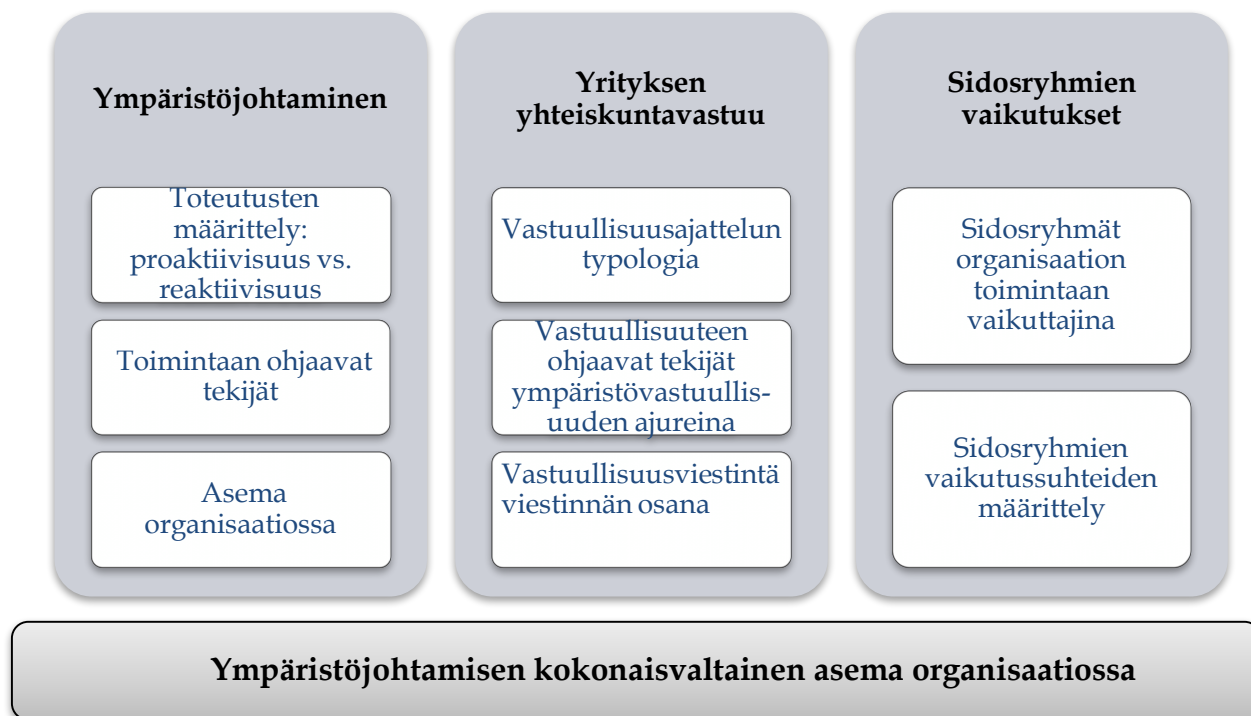 Ympäristöjohtaminen
Toteutusten
määrittely:
proaktiivisuus vs.
reaktiivisuus
Toimintaan ohjaavat
tekijät
Asema
organisaatiossa
Yrityksen
yhteiskuntavastuu
Vastuullisuusajattelun
typologia
Vastuullisuuteen
ohjaavat tekijät
ympäristövastuullis-
uuden ajureina
Vastuullisuusviestintä
viestinnän osana
Sidosryhmien
vaikutukset
Sidosryhmät
organisaation
toimintaan
vaikuttajina
Sidosryhmien
vaikutussuhteiden
määrittely
Ympäristöjohtamisen kokonaisvaltainen asema organisaatiossa